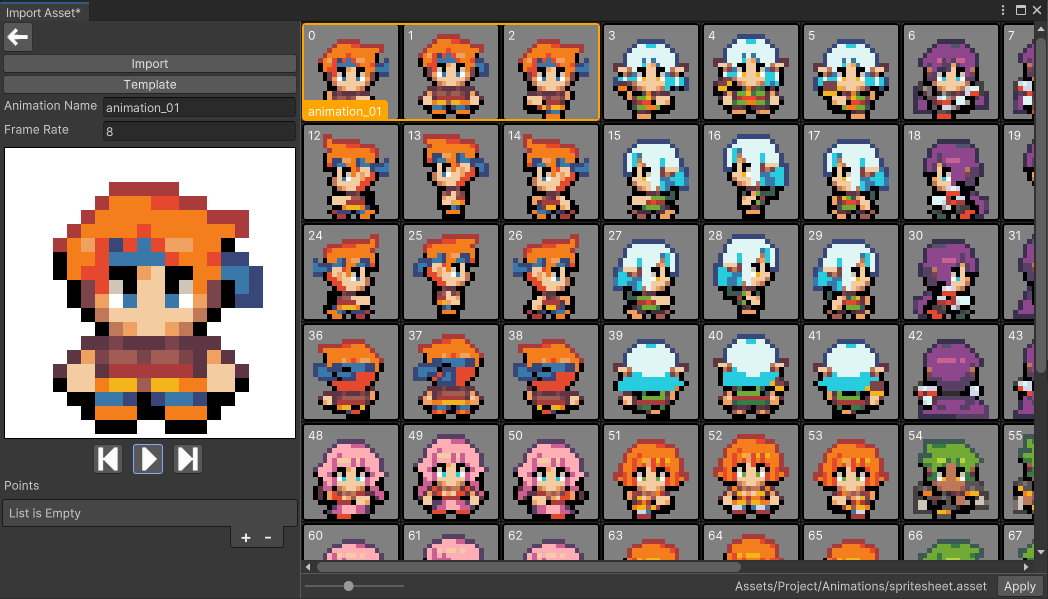 Import Asset*
Import
Template
Animation Name animation_01
Frame Rate 8
Points
List is Empty
+ -
0 1 2 3 4 5 6 7
animation_01
12 13 14 15 16 17 18 19
24 25 26 27 28 29 30 31
36 37 38 39 40 41 42 43
48 49 50 51 52 53 54 55
60 61 62 63 64 65 66 67
Assets/Project/Animations/spritesheet.asset Apply